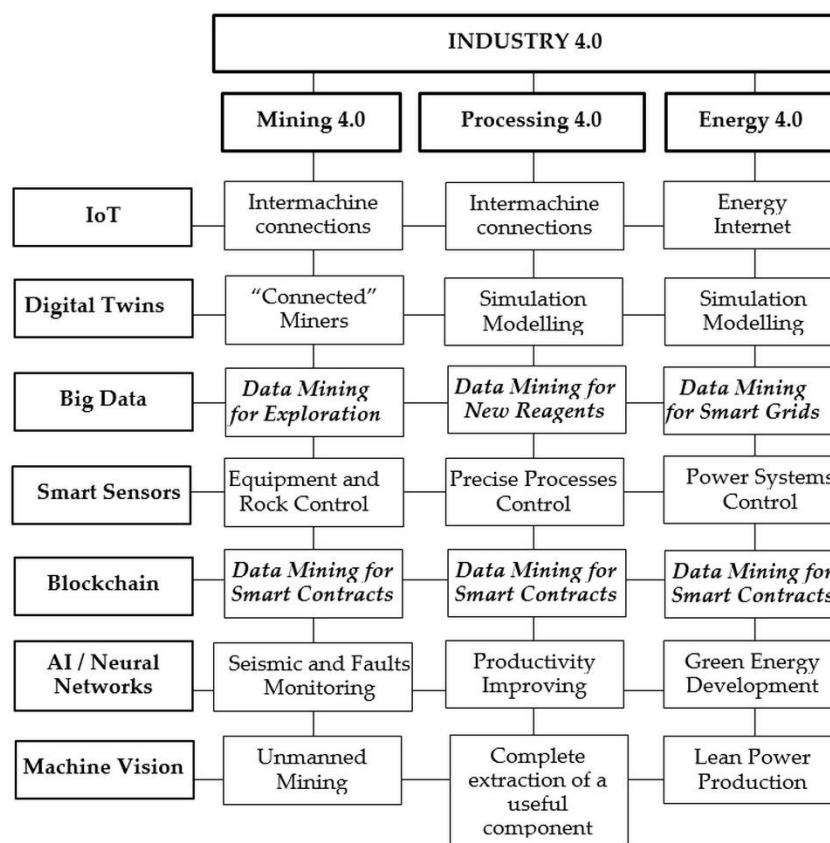 INDUSTRY 4.0
Mining 4.0
Processing 4.0
Energy 4.0
IoT
Intermachine
connections
Intermachine
connections
Energy
Internet
Digital Twins
“Connected”
Miners
Simulation
Modelling
Simulation
Modelling
Big Data
Data Mining
for Exploration
Data Mining for
New Reagents
Data Mining
for Smart Grids
Smart Sensors
Equipment and
Rock Control
Precise Processes
Control
Power Systems
Control
Blockchain
Data Mining for
Smart Contracts
Data Mining for
Smart Contracts
Data Mining for
Smart Contracts
AI / Neural
Networks
Seismic and Faults
Monitoring
Productivity
Improving
Green Energy
Development
Machine Vision
Unmanned
Mining
Complete
extraction of a
useful
component
Lean Power
Production